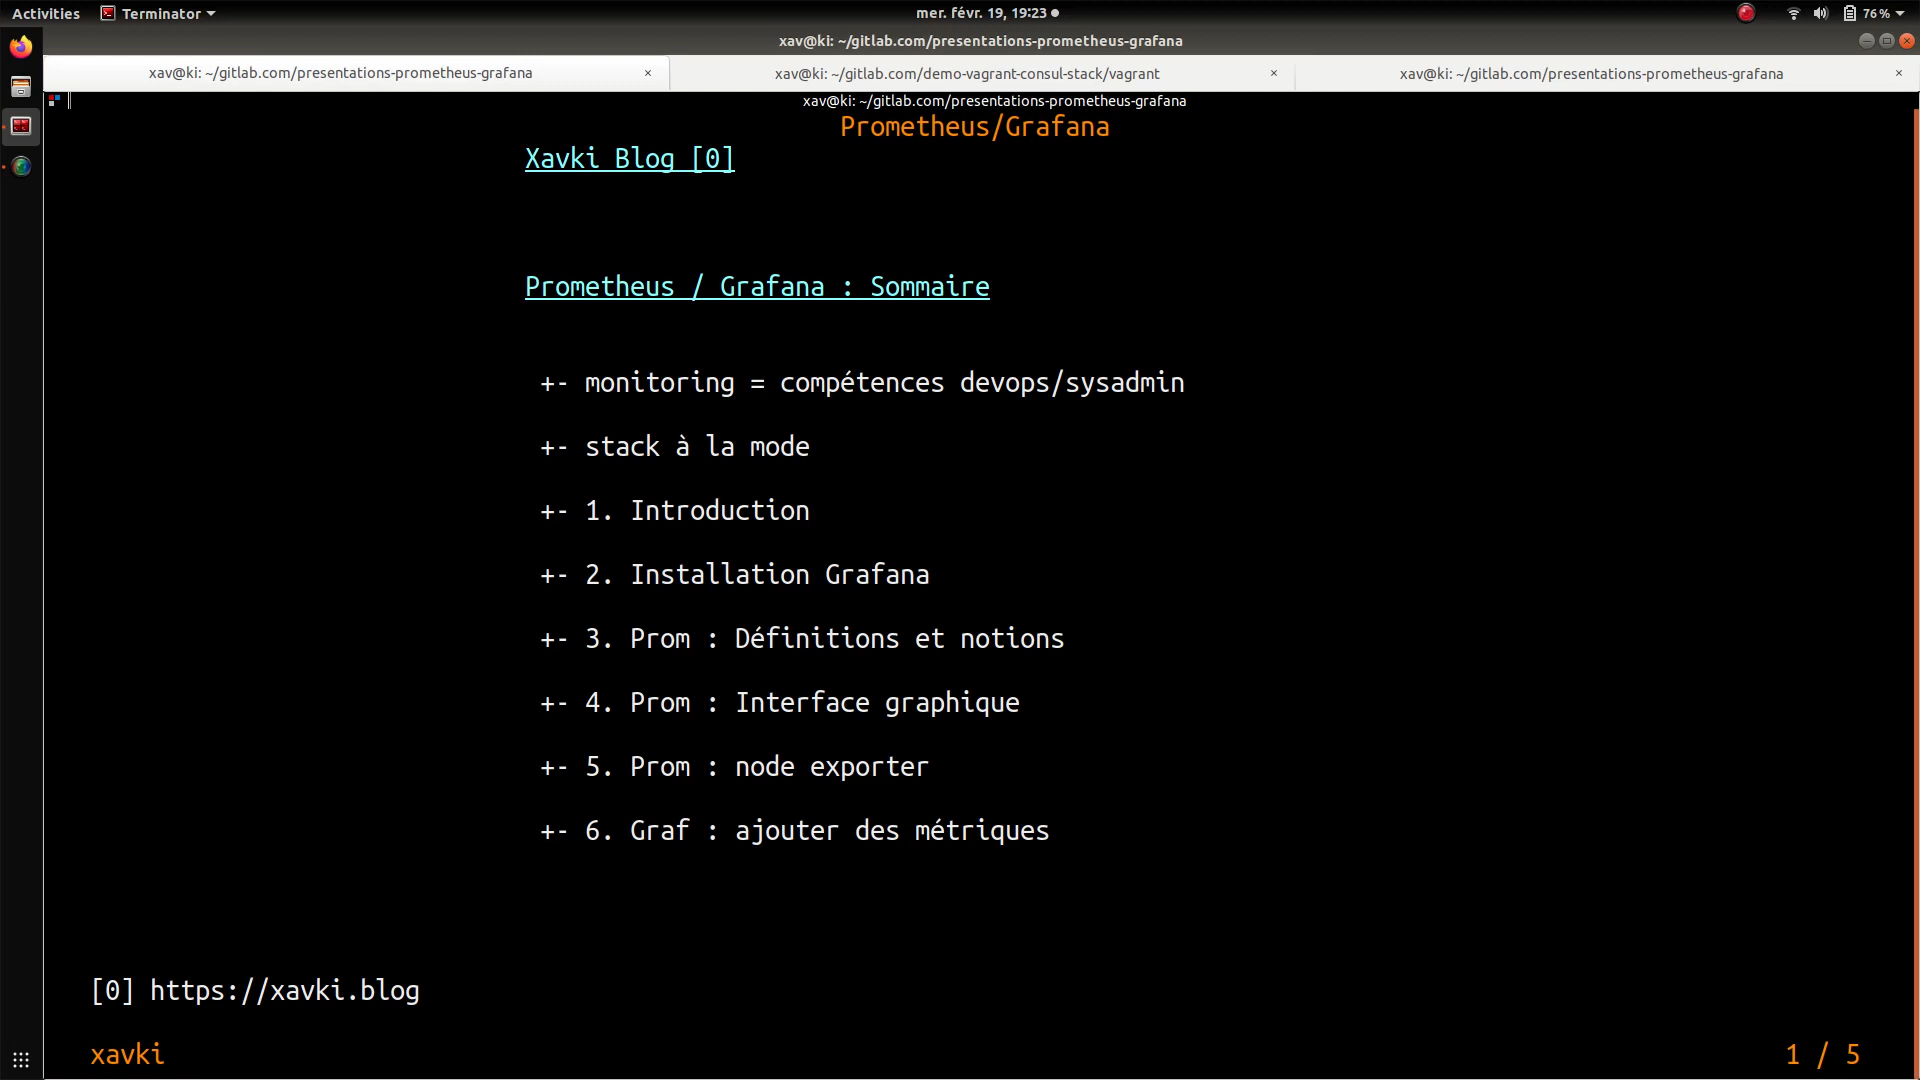 Activities Terminator mer. févr. 19, 19:23 76 %
xav@ki: ~/gitlab.com/presentations-prometheus-grafana
xav@ki: ~/gitlab.com/presentations-prometheus-grafana × xav@ki: ~/gitlab.com/demo-vagrant-consul-stack/vagrant × xav@ki: ~/gitlab.com/presentations-prometheus-grafana ×
xav@ki: ~/gitlab.com/presentations-prometheus-grafana
Prometheus/Grafana
Xavki Blog [0]
Prometheus / Grafana : Sommaire
+- monitoring = compétences devops/sysadmin
+- stack à la mode
+- 1. Introduction
+- 2. Installation Grafana
+- 3. Prom : Définitions et notions
+- 4. Prom : Interface graphique
+- 5. Prom : node exporter
+- 6. Graf : ajouter des métriques
[0] https://xavki.blog
xavki 1 / 5